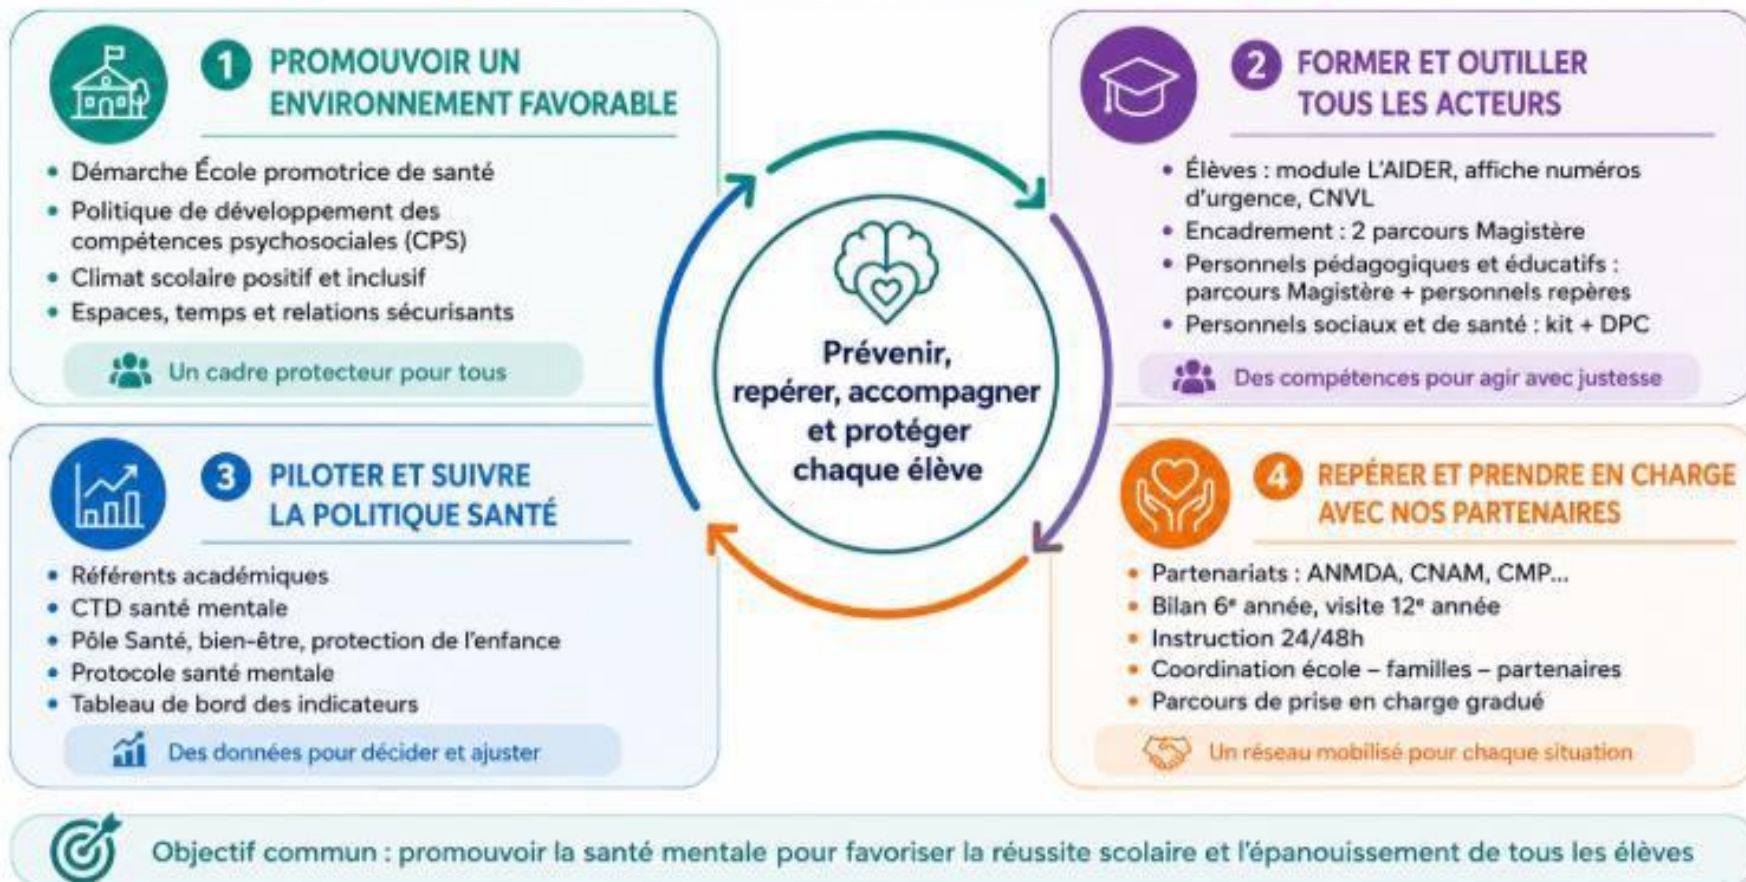 1 PROMOUVOIR UN
ENVIRONNEMENT FAVORABLE
• Démarche École promotrice de santé
• Politique de développement des
compétences psychosociales (CPS)
• Climat scolaire positif et inclusif
• Espaces, temps et relations sécurisants
Un cadre protecteur pour tous
2 FORMER ET OUTILLER
TOUS LES ACTEURS
• Élèves : module L'AIDER, affiche numéros
d'urgence, CNVL
• Encadrement : 2 parcours Magistère
• Personnels pédagogiques et éducatifs :
parcours Magistère + personnels repères
• Personnels sociaux et de santé : kit + DPC
Des compétences pour agir avec justesse
Prévenir,
repérer, accompagner
et protéger
chaque élève
3 PILOTER ET SUIVRE
LA POLITIQUE SANTÉ
• Référents académiques
• CTD santé mentale
• Pôle Santé, bien-être, protection de l'enfance
• Protocole santé mentale
• Tableau de bord des indicateurs
Des données pour décider et ajuster
4 REPÉRER ET PRENDRE EN CHARGE
AVEC NOS PARTENAIRES
• Partenariats : ANMDA, CNAM, CMP...
• Bilan 6e année, visite 12e année
• Instruction 24/48h
• Coordination école – familles – partenaires
• Parcours de prise en charge gradué
Un réseau mobilisé pour chaque situation
Objectif commun : promouvoir la santé mentale pour favoriser la réussite scolaire et l'épanouissement de tous les élèves